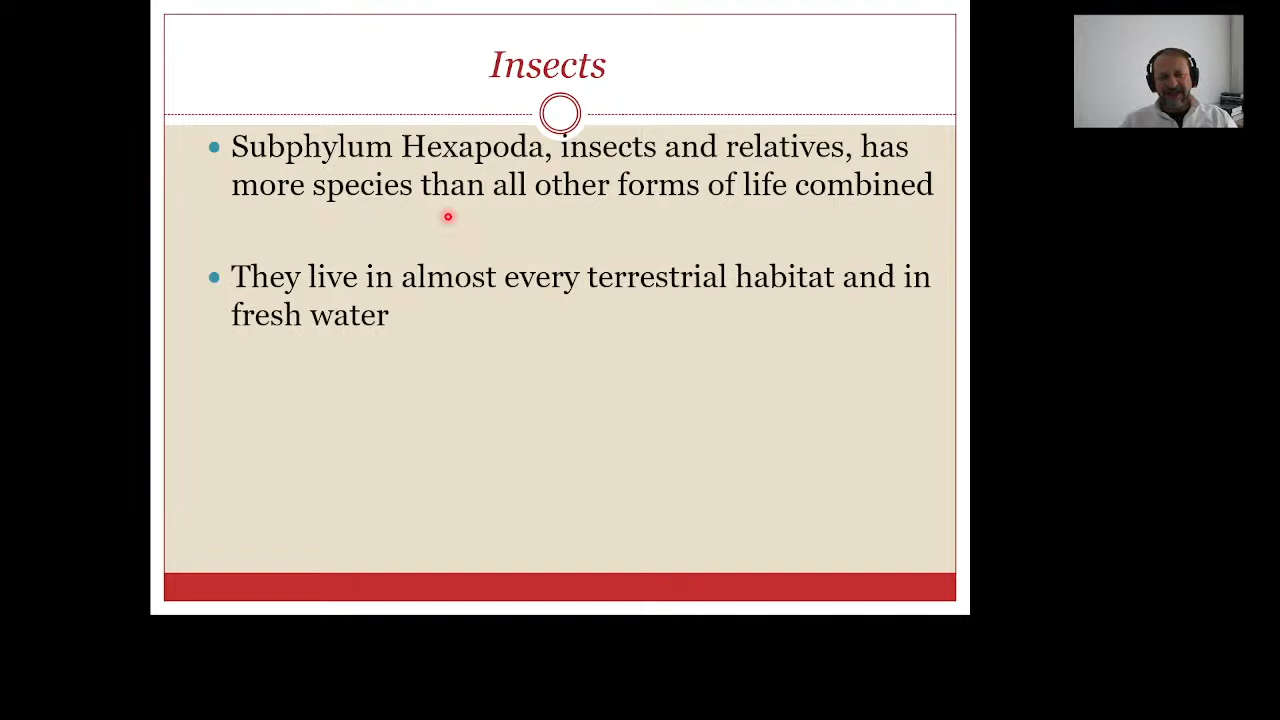 Insects
• Subphylum Hexapoda, insects and relatives, has
more species than all other forms of life combined
• They live in almost every terrestrial habitat and in
fresh water